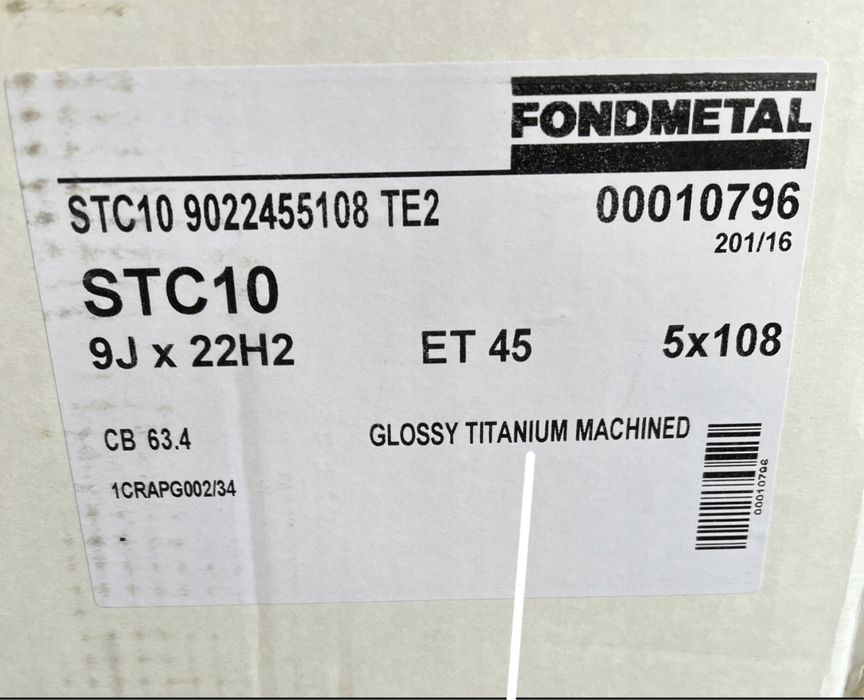 FONDMETAL
STC10 9022455108 TE2 00010796
201/16
STC10
9J x 22H2 ET 45 5x108
CB 63.4 GLOSSY TITANIUM MACHINED
1CRAPG002/34
00010796